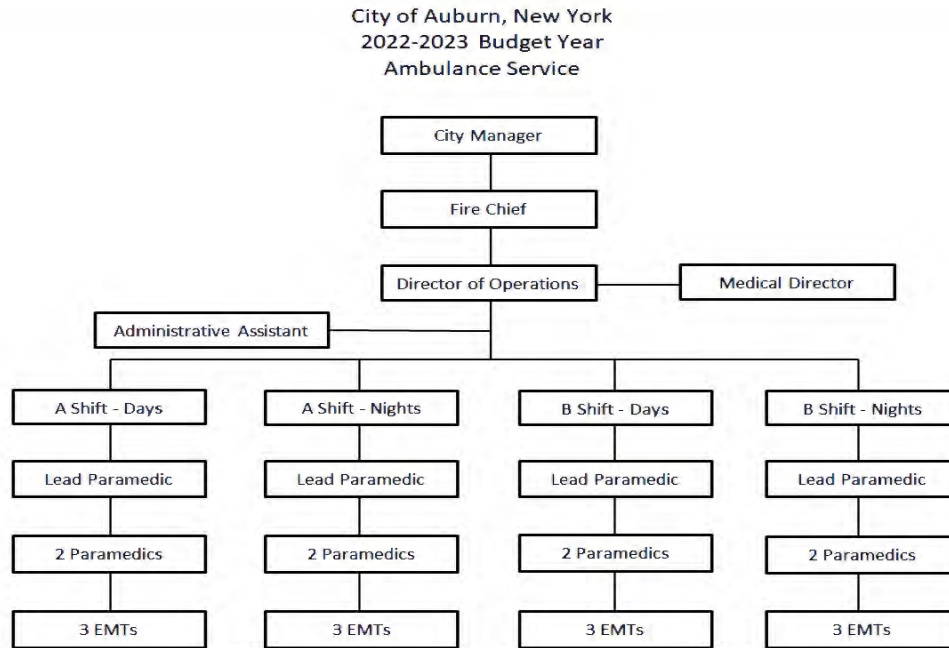 City of Auburn, New York
2022-2023 Budget Year
Ambulance Service
City Manager
Fire Chief
Director of Operations
Medical Director
Administrative Assistant
A Shift - Days
A Shift - Nights
B Shift - Days
B Shift - Nights
Lead Paramedic
Lead Paramedic
Lead Paramedic
Lead Paramedic
2 Paramedics
2 Paramedics
2 Paramedics
2 Paramedics
3 EMTs
3 EMTs
3 EMTs
3 EMTs